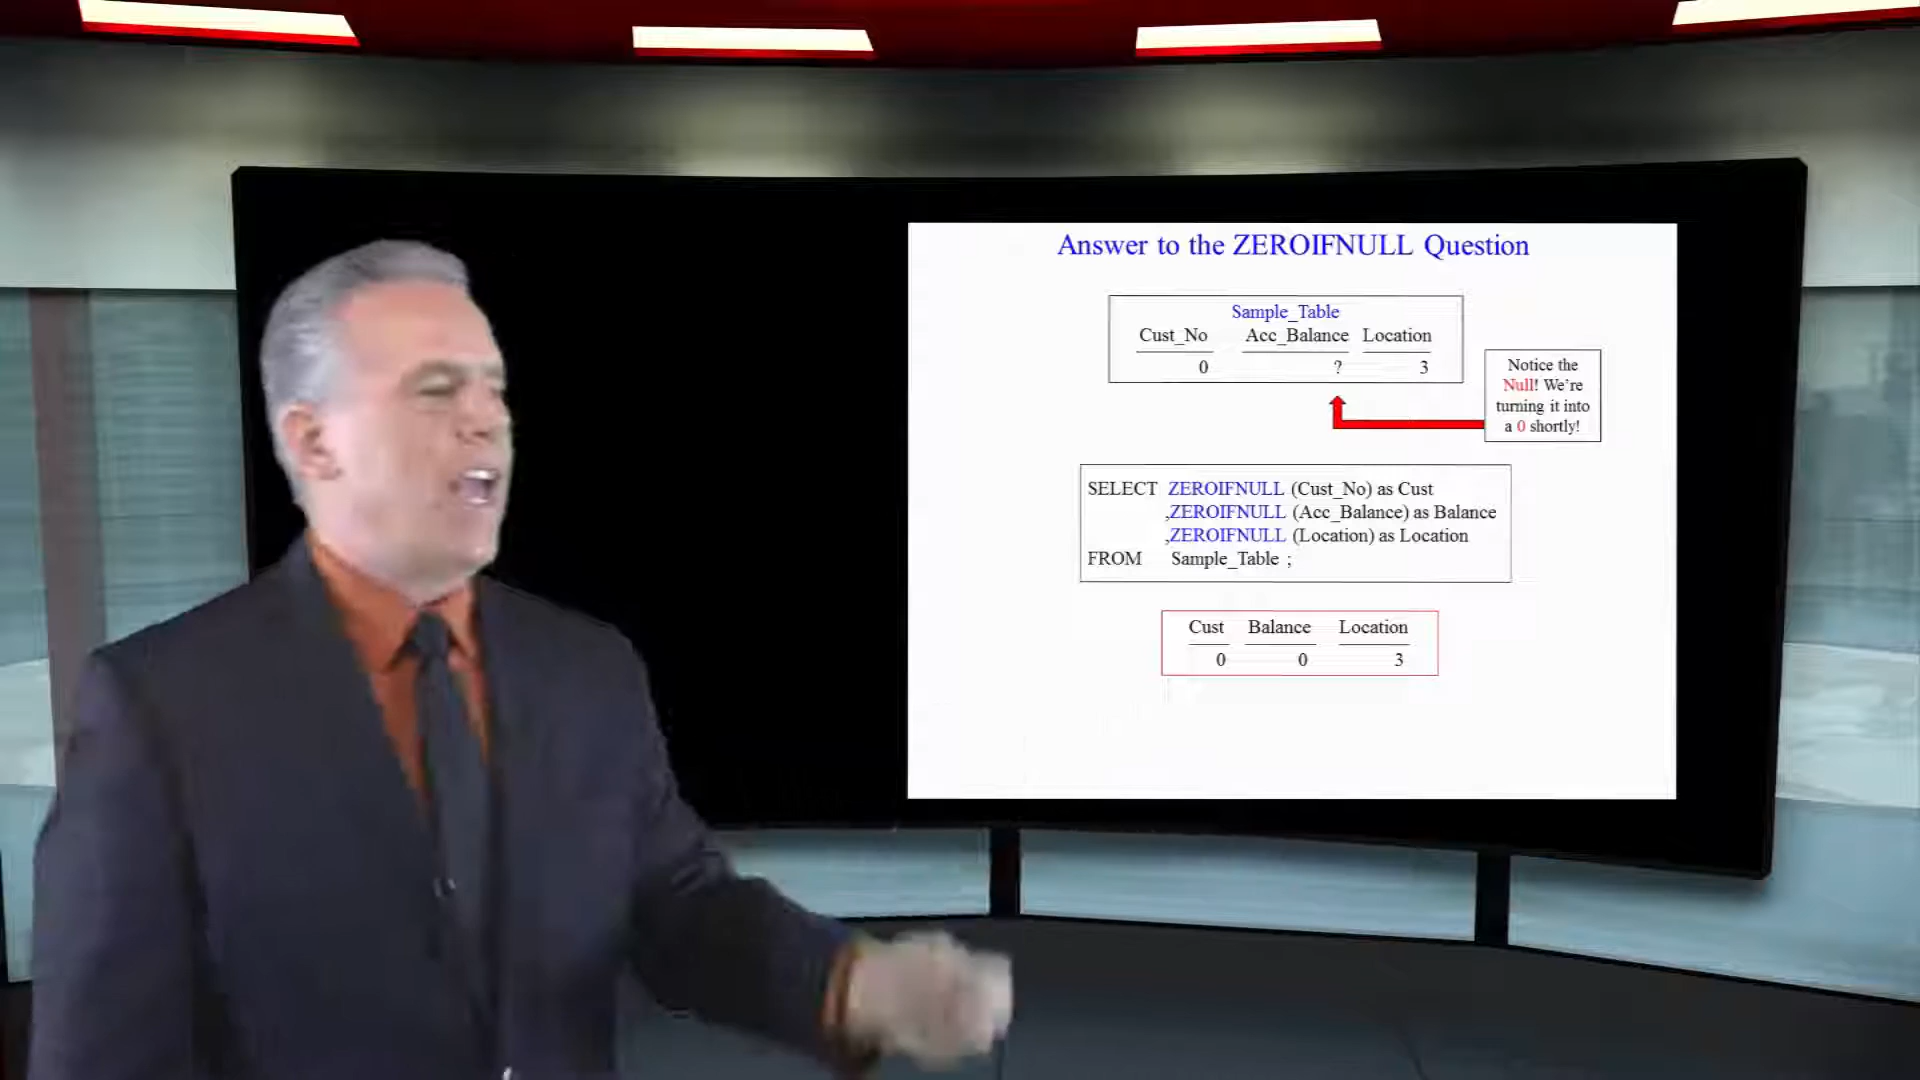 Answer to the ZEROIFNULL Question
Sample_Table
Cust_No Acc_Balance Location
0 ? 3
Notice the
Null! We're
turning it into
a 0 shortly!
SELECT ZEROIFNULL (Cust_No) as Cust
,ZEROIFNULL (Acc_Balance) as Balance
,ZEROIFNULL (Location) as Location
FROM Sample_Table ;
Cust Balance Location
0 0 3